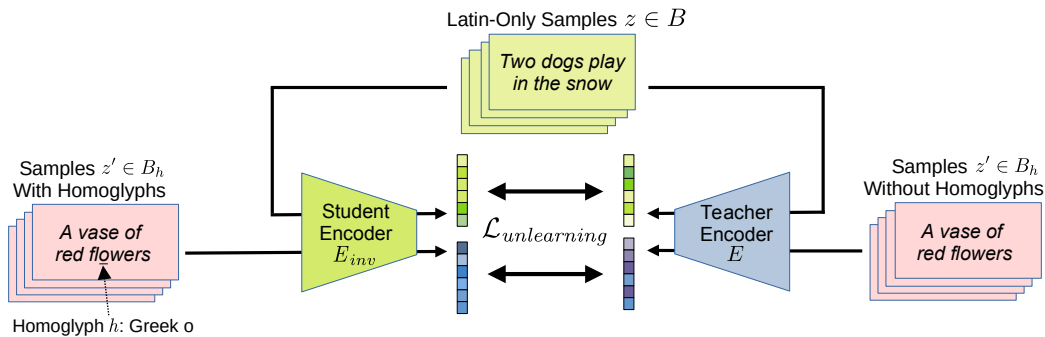 Latin-Only Samples z ∈ B
Two dogs play
in the snow
Samples z′ ∈ B_h
With Homoglyphs
A vase of
red flowers
Homoglyph h: Greek o
Student
Encoder
E_inv
ℒ_unlearning
Teacher
Encoder
E
Samples z′ ∈ B_h
Without Homoglyphs
A vase of
red flowers